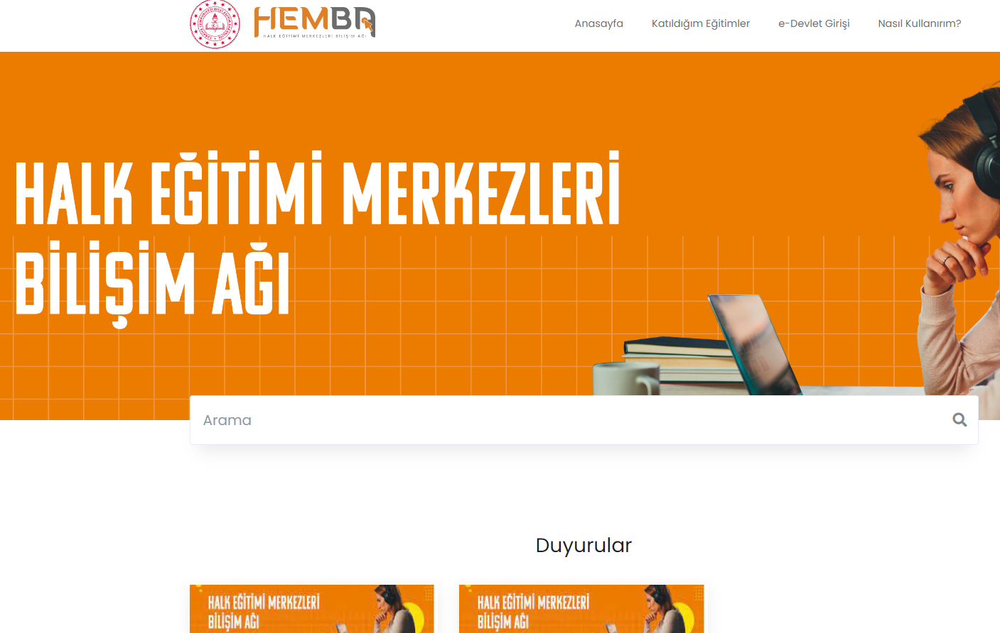 HEMBA
HALK EĞİTİMİ MERKEZLERİ BİLİŞİM AĞI
Anasayfa
Katıldığım Eğitimler
e-Devlet Girişi
Nasıl Kullanırım?
HALK EĞİTİMİ MERKEZLERİ
BİLİŞİM AĞI
Arama
Duyurular
HALK EĞİTİMİ MERKEZLERİ
BİLİŞİM AĞI
HALK EĞİTİMİ MERKEZLERİ
BİLİŞİM AĞI